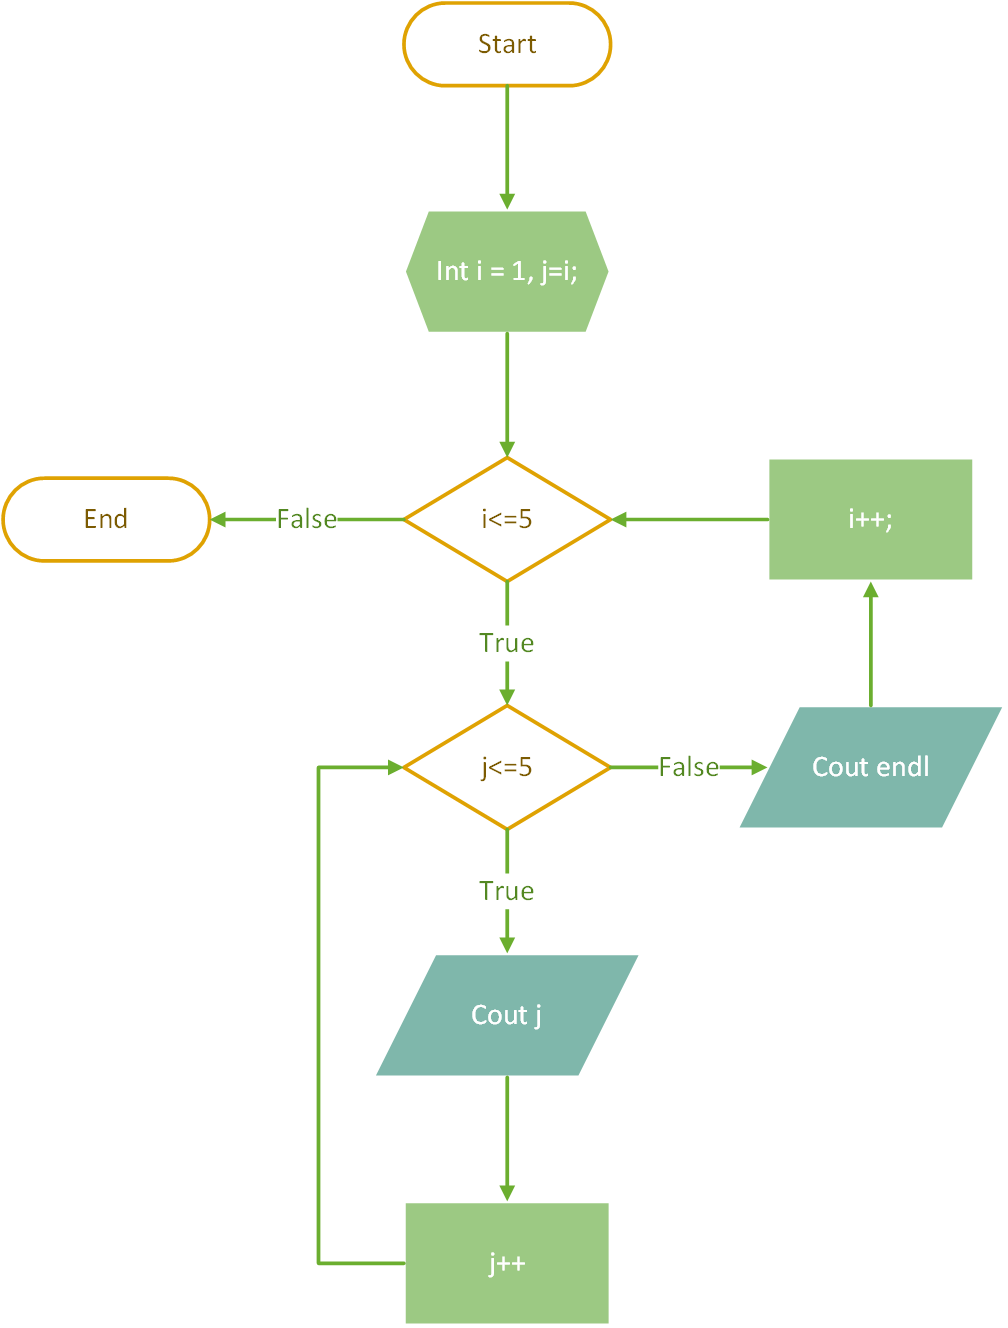 Start
Int i = 1, j=i;
End
False
i<=5
i++;
True
j<=5
False
Cout endl
True
Cout j
j++